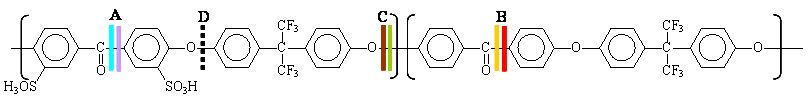 A D C B
CF₃ CF₃
C O C O C O C O
O CF₃ O CF₃
H₃OS SO₃H